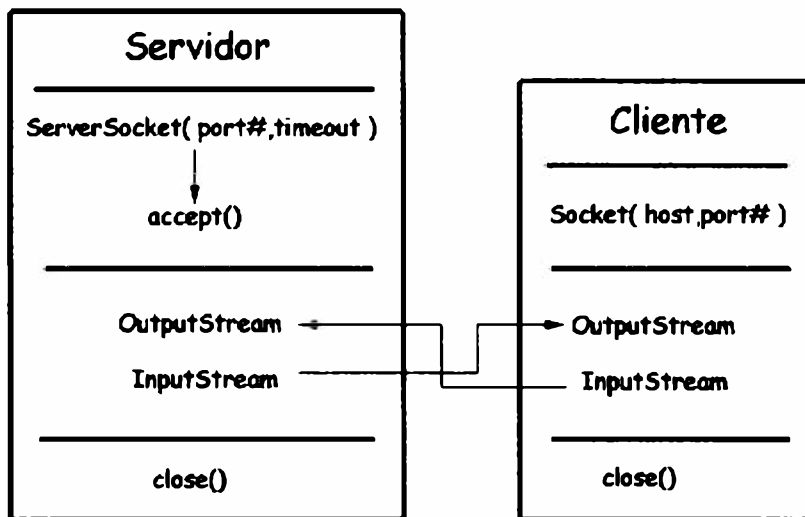 Servidor
ServerSocket( port#,timeout )
accept()
OutputStream
InputStream
close()
Cliente
Socket( host,port# )
OutputStream
InputStream
close()